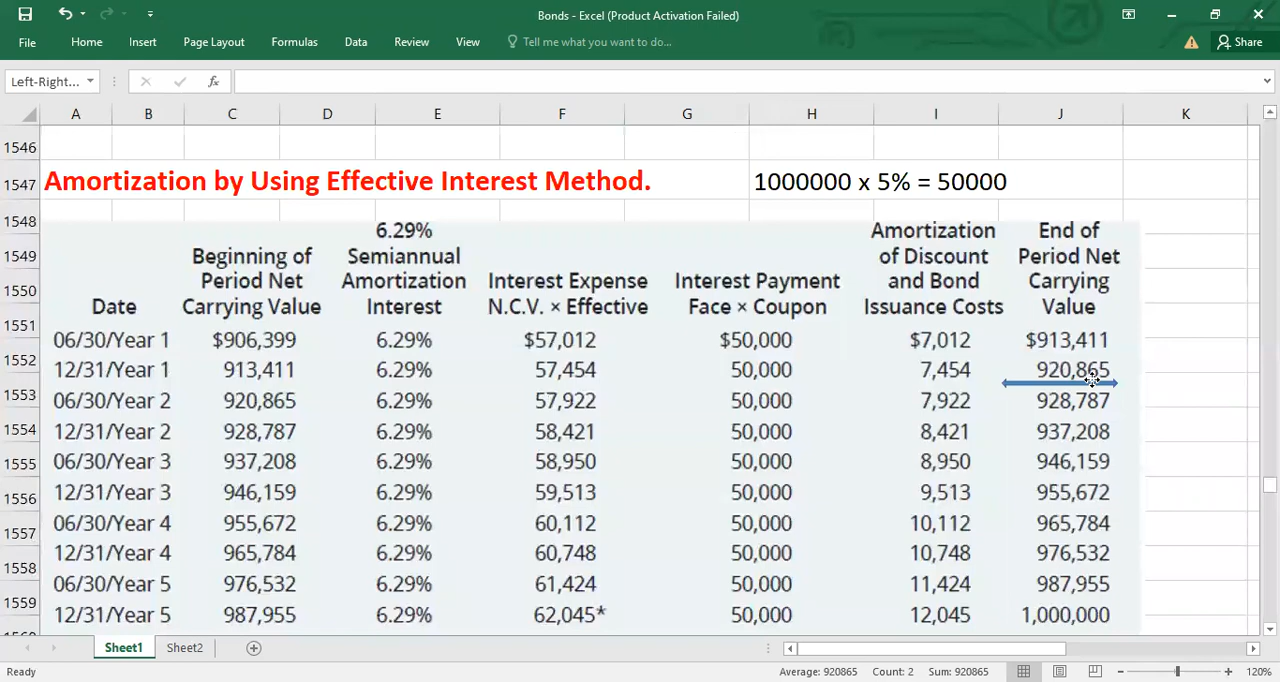 Bonds - Excel (Product Activation Failed)
File Home Insert Page Layout Formulas Data Review View Tell me what you want to do... Share
Left-Right... fx
A B C D E F G H I J K
1546
1547 Amortization by Using Effective Interest Method. 1000000 x 5% = 50000
1548 6.29% Amortization End of
1549 Beginning of Semiannual of Discount Period Net
1550 Period Net Amortization Interest Expense Interest Payment and Bond Carrying
1551 Date Carrying Value Interest N.C.V. × Effective Face × Coupon Issuance Costs Value
06/30/Year 1 $906,399 6.29% $57,012 $50,000 $7,012 $913,411
1552 12/31/Year 1 913,411 6.29% 57,454 50,000 7,454 920,865
1553 06/30/Year 2 920,865 6.29% 57,922 50,000 7,922 928,787
1554 12/31/Year 2 928,787 6.29% 58,421 50,000 8,421 937,208
1555 06/30/Year 3 937,208 6.29% 58,950 50,000 8,950 946,159
1556 12/31/Year 3 946,159 6.29% 59,513 50,000 9,513 955,672
1557 06/30/Year 4 955,672 6.29% 60,112 50,000 10,112 965,784
1558 12/31/Year 4 965,784 6.29% 60,748 50,000 10,748 976,532
1559 06/30/Year 5 976,532 6.29% 61,424 50,000 11,424 987,955
12/31/Year 5 987,955 6.29% 62,045* 50,000 12,045 1,000,000
Sheet1 Sheet2
Ready Average: 920865 Count: 2 Sum: 920865 120%